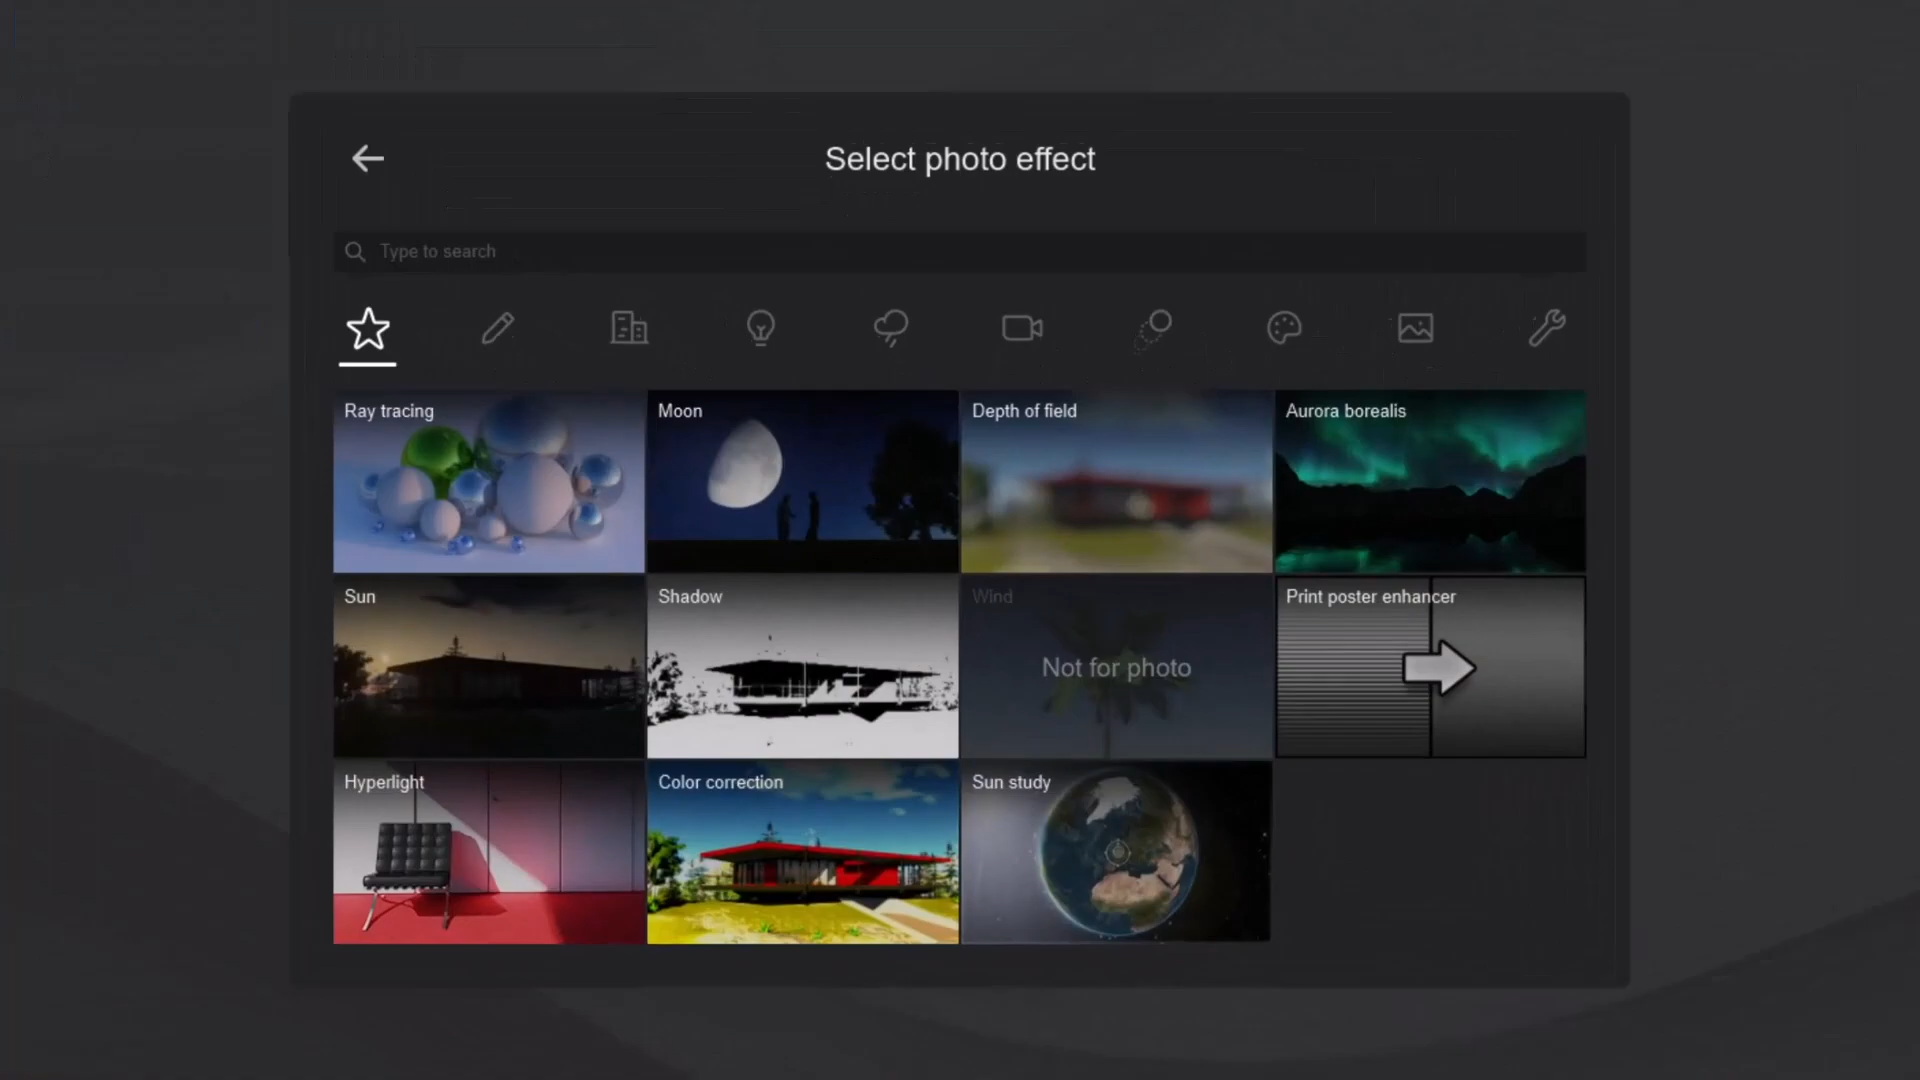 Select photo effect
Type to search
Ray tracing
Moon
Depth of field
Aurora borealis
Sun
Shadow
Wind
Not for photo
Print poster enhancer
Hyperlight
Color correction
Sun study